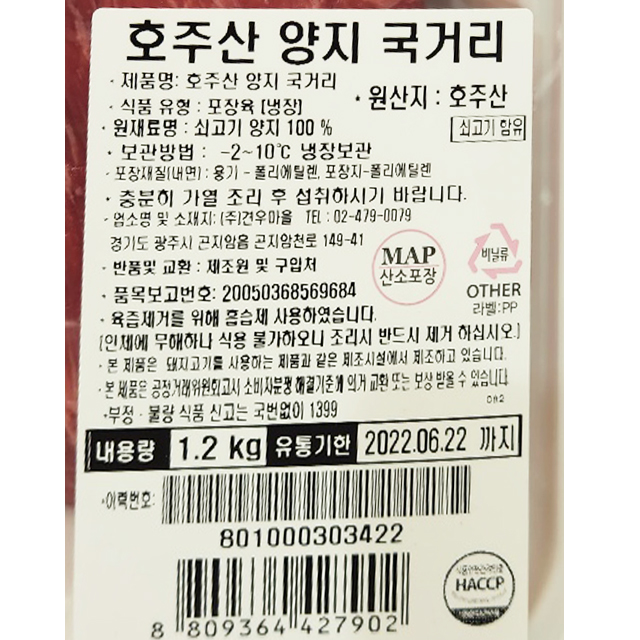 호주산 양지 국거리
· 제품명: 호주산 양지 국거리
· 식품 유형 : 포장육 [냉장]
· 원산지 : 호주산
· 원재료명 : 쇠고기 양지 100 %
쇠고기 함유
· 보관방법 : -2~10℃ 냉장보관
· 포장재질(내면) : 용기 - 폴리에틸렌, 포장지-폴리에틸렌
· 충분히 가열 조리 후 섭취하시기 바랍니다.
· 업소명 및 소재지: (주)견우마을 TEL : 02-479-0079
경기도 광주시 곤지암읍 곤지암천로 149-41
· 반품및 교환 : 제조원 및 구입처
MAP
산소포장
비닐류
OTHER
라벨:PP
· 품목보고번호: 20050368569684
· 육즙제거를 위해 흡습제 사용하였습니다.
[인체에 무해하나 식용 불가하오니 조리시 반드시 제거 하십시오.]
· 본 제품은 돼지고기를 사용하는 제품과 같은 제조시설에서 제조하고 있습니다.
· 본 제품은 공정거래위원회고시 소비자분쟁 해결기준에 의거 교환 또는 보상 받을 수 있습니다.
· 부정 · 불량 식품 신고는 국번없이 1399
내용량 1.2 kg 유통기한 2022.06.22 까지
· 이력번호:
801000303422
8 809364 427902
HACCP